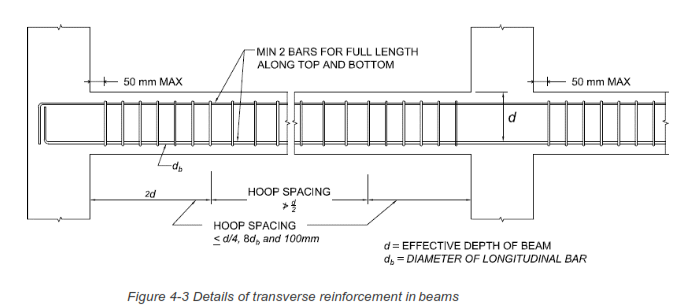 MIN 2 BARS FOR FULL LENGTH
ALONG TOP AND BOTTOM
50 mm MAX
50 mm MAX
d
d_b
2d
HOOP SPACING
≯ d/2
HOOP SPACING
≤ d/4, 8d_b and 100mm
d = EFFECTIVE DEPTH OF BEAM
d_b = DIAMETER OF LONGITUDINAL BAR
Figure 4-3 Details of transverse reinforcement in beams